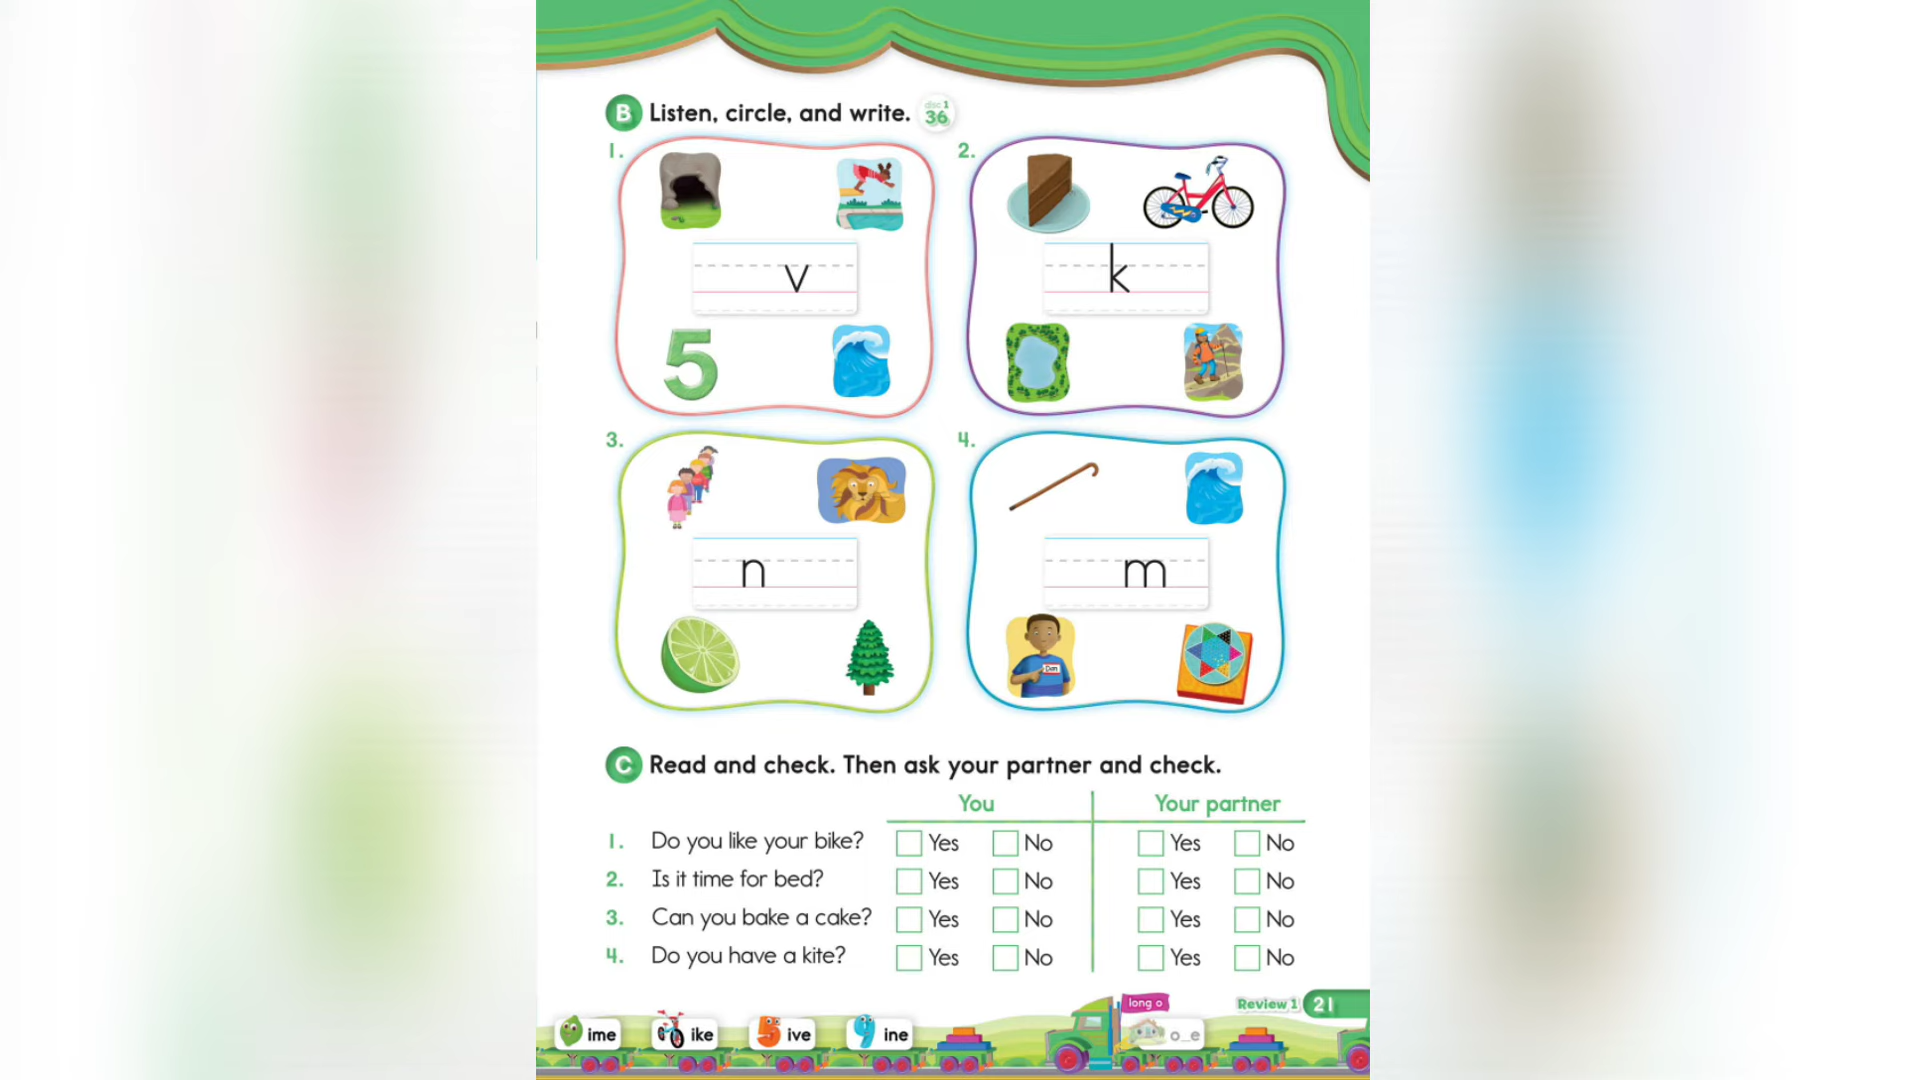 B Listen, circle, and write. disc 1
36
1.
2.
v
k
5
3.
4.
n
m
Dan
C Read and check. Then ask your partner and check.
You Your partner
1. Do you like your bike? Yes No Yes No
2. Is it time for bed? Yes No Yes No
3. Can you bake a cake? Yes No Yes No
4. Do you have a kite? Yes No Yes No
long o
Review 1 21
ime ike 5 ive 9 ine o_e